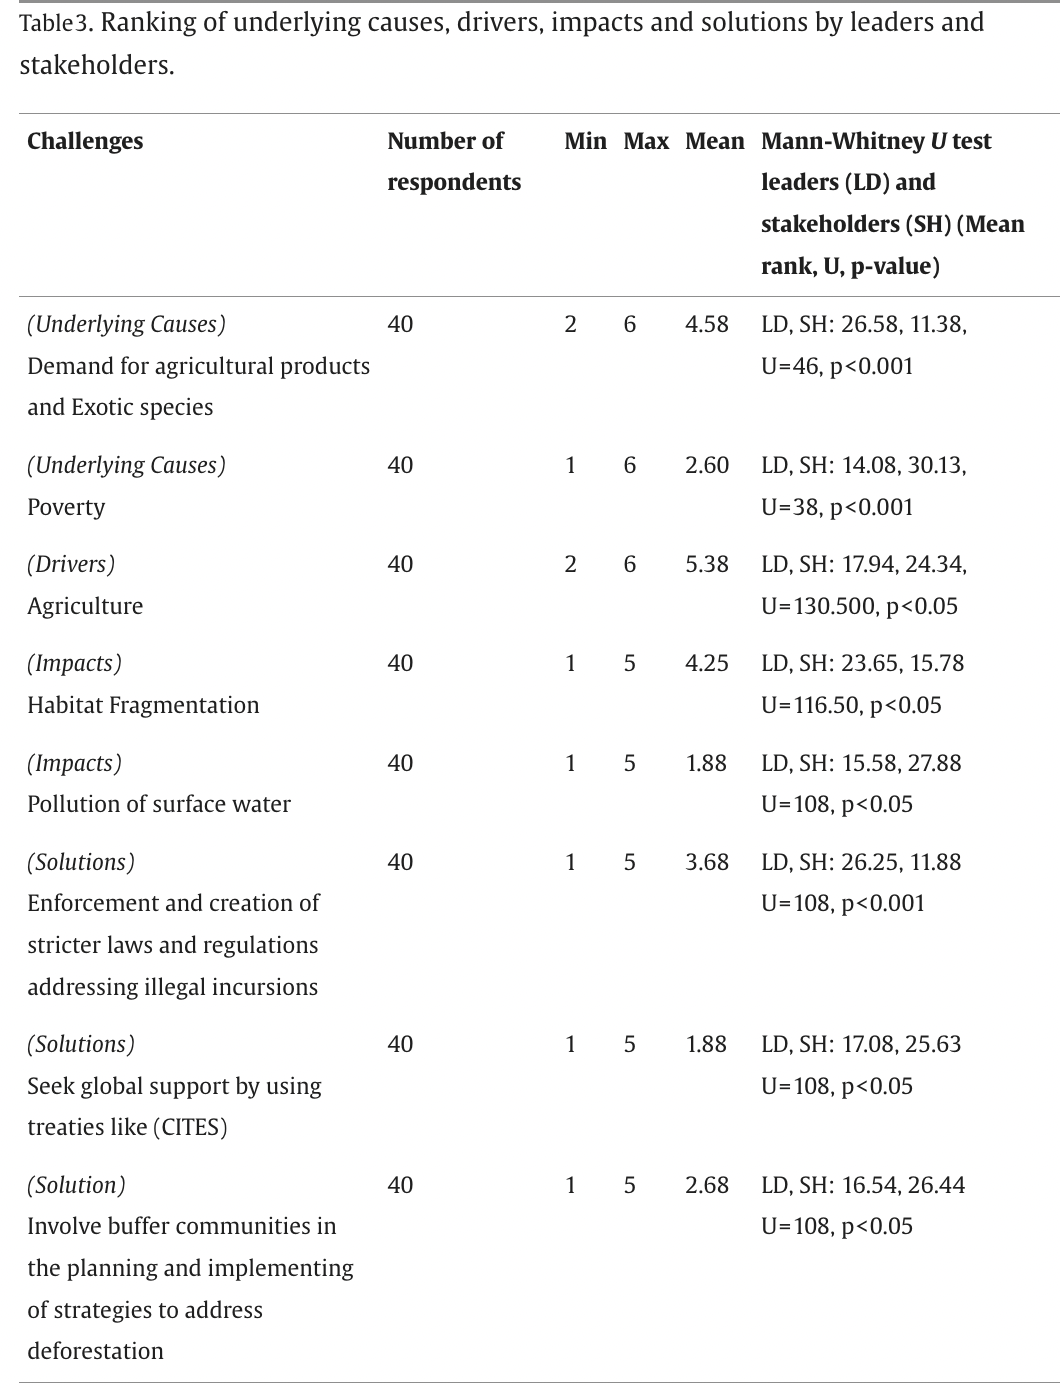 Table3. Ranking of underlying causes, drivers, impacts and solutions by leaders and
stakeholders.
Challenges Number of respondents Min Max Mean Mann-Whitney U test leaders (LD) and stakeholders (SH) (Mean rank, U, p-value)
(Underlying Causes) 40 2 6 4.58 LD, SH: 26.58, 11.38,
Demand for agricultural products U=46, p<0.001
and Exotic species
(Underlying Causes) 40 1 6 2.60 LD, SH: 14.08, 30.13,
Poverty U=38, p<0.001
(Drivers) 40 2 6 5.38 LD, SH: 17.94, 24.34,
Agriculture U=130.500, p<0.05
(Impacts) 40 1 5 4.25 LD, SH: 23.65, 15.78
Habitat Fragmentation U=116.50, p<0.05
(Impacts) 40 1 5 1.88 LD, SH: 15.58, 27.88
Pollution of surface water U=108, p<0.05
(Solutions) 40 1 5 3.68 LD, SH: 26.25, 11.88
Enforcement and creation of U=108, p<0.001
stricter laws and regulations
addressing illegal incursions
(Solutions) 40 1 5 1.88 LD, SH: 17.08, 25.63
Seek global support by using U=108, p<0.05
treaties like (CITES)
(Solution) 40 1 5 2.68 LD, SH: 16.54, 26.44
Involve buffer communities in U=108, p<0.05
the planning and implementing
of strategies to address
deforestation